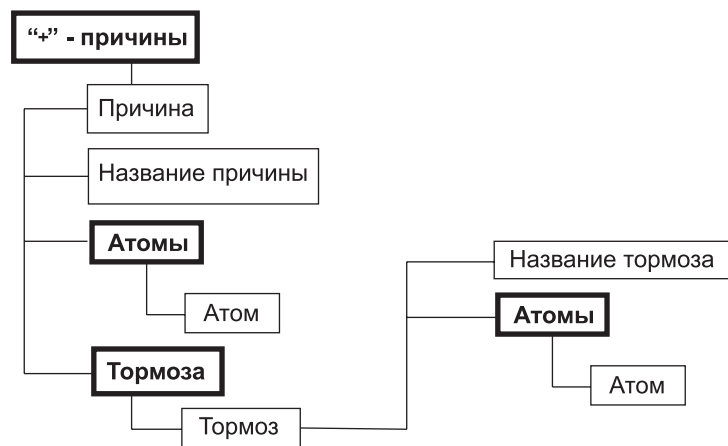 “+” - причины
Причина
Название причины
Атомы
Атом
Тормоза
Тормоз
Название тормоза
Атомы
Атом